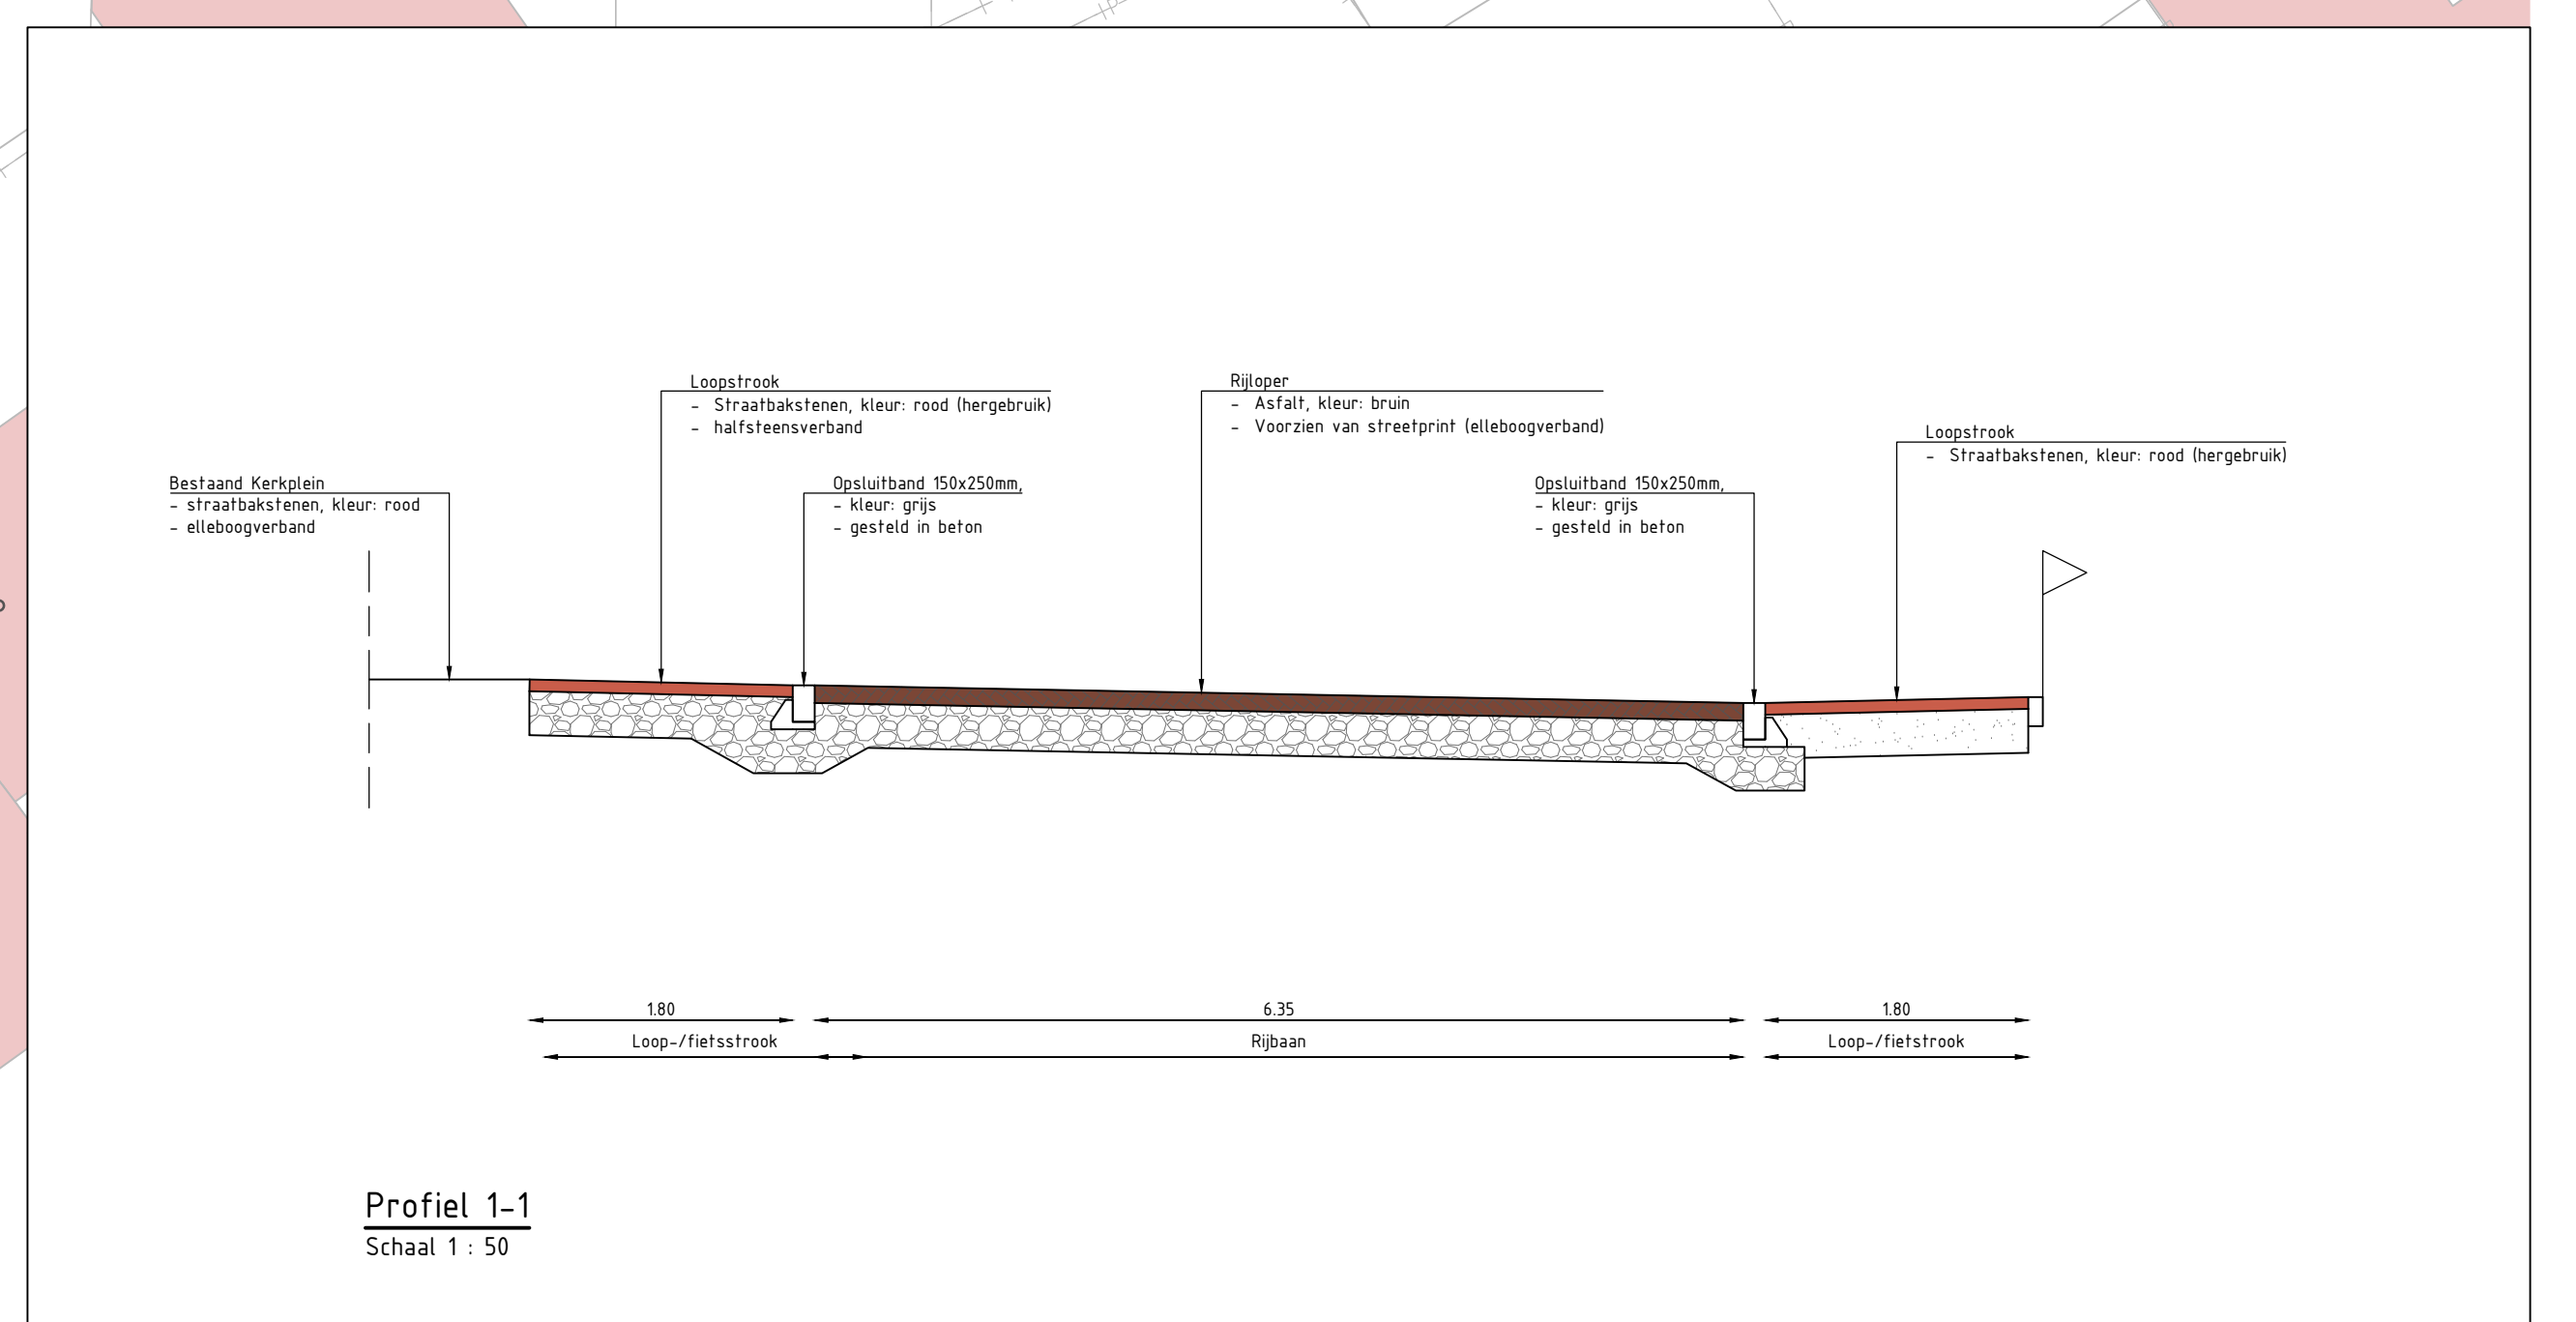 Loopstrook
- Straatbakstenen, kleur: rood (hergebruik)
- halfsteensverband
Rijloper
- Asfalt, kleur: bruin
- Voorzien van streetprint (elleboogverband)
Loopstrook
- Straatbakstenen, kleur: rood (hergebruik)
Bestaand Kerkplein
- straatbakstenen, kleur: rood
- elleboogverband
Opsluitband 150x250mm,
- kleur: grijs
- gesteld in beton
Opsluitband 150x250mm,
- kleur: grijs
- gesteld in beton
1.80
6.35
1.80
Loop-/fietsstrook
Rijbaan
Loop-/fietstrook
Profiel 1-1
Schaal 1 : 50